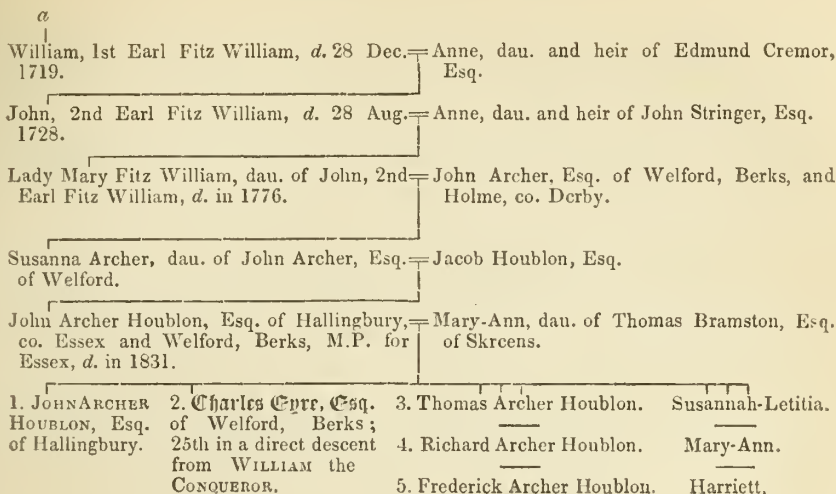 a
William, 1st Earl Fitz William, d. 28 Dec. = Anne, dau. and heir of Edmund Cremor,
1719. Esq.
John, 2nd Earl Fitz William, d. 28 Aug. = Anne, dau. and heir of John Stringer, Esq.
1728.
Lady Mary Fitz William, dau. of John, 2nd = John Archer, Esq. of Welford, Berks, and
Earl Fitz William, d. in 1776. Holme, co. Derby.
Susanna Archer, dau. of John Archer, Esq. = Jacob Houblon, Esq.
of Welford.
John Archer Houblon, Esq. of Hallingbury, = Mary-Ann, dau. of Thomas Bramston, Esq.
co. Essex and Welford, Berks, M.P. for of Skreens.
Essex, d. in 1831.
1. JOHN ARCHER
HOUBLON, Esq.
of Hallingbury.
2. Charles Eyre, Esq.
of Welford, Berks;
25th in a direct descent
from WILLIAM the
CONQUEROR.
3. Thomas Archer Houblon.
4. Richard Archer Houblon.
5. Frederick Archer Houblon.
Susannah-Letitia.
Mary-Ann.
Harriett.